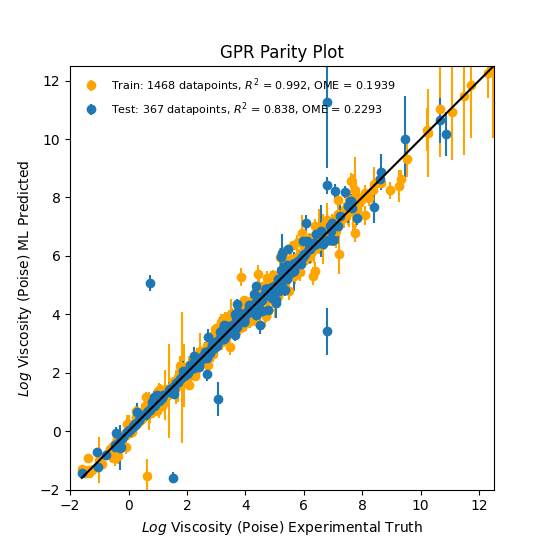 GPR Parity Plot
Train: 1468 datapoints, R² = 0.992, OME = 0.1939
Test: 367 datapoints, R² = 0.838, OME = 0.2293
Log Viscosity (Poise) ML Predicted
12
10
8
6
4
2
0
−2
−2 0 2 4 6 8 10 12
Log Viscosity (Poise) Experimental Truth